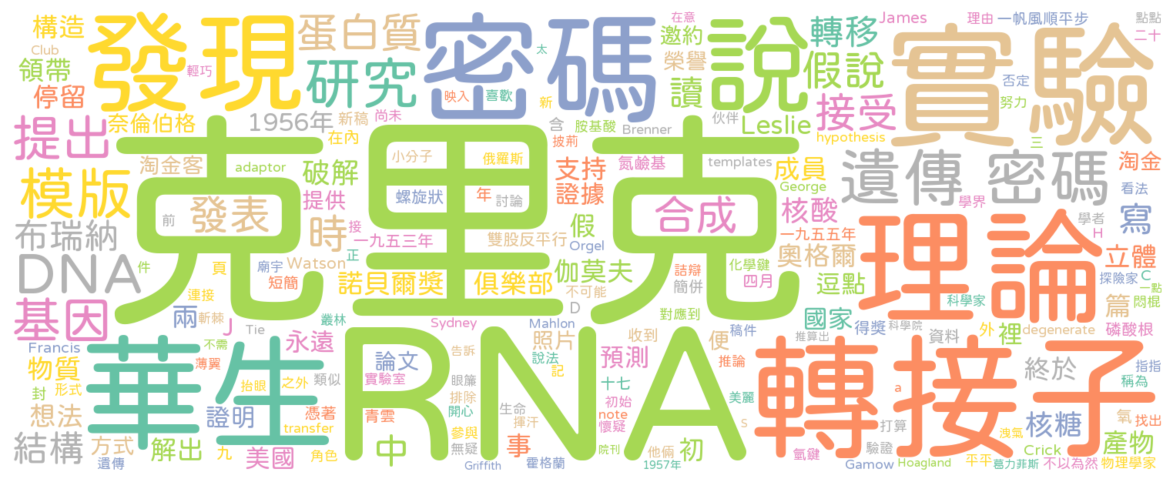 構造
Club
領帶
停留
發現
輕巧
蛋白質
研究
密碼
映入
太
喜歡
邀約
在意
榮譽
讀
說
轉移
James
假說
接受
理由
一帆風順平步
否定
努力
點點
二十
實驗
提出
奈倫伯格
1956年
新稿
尚未
在內
新
含
胺基酸
伙伴
Brenner
Leslie
hypothesis
三
淘金客
adaptor
破解
提供
小分子
俄羅斯
披荊
支持
證據
氮鹼基
templates
成員
George
遺傳 密碼
淘金
看法
模版
發表
時
前
接
克里克
螺旋狀
年
討論
假
合成
核酸
學界
寫
學者
H
布瑞納
一九五三年
正
雙股反平行
Orgel
一九五五年
奧格爾
理論
立體
DNA
件
頁
廟宇
短簡
Watson
諾貝爾獎
俱樂部
伽莫夫
不可能
詰辯
簡併
化學鍵
四月
逗點
探險家
C
一點
悶棍
基因
兩
連接
斬棘
J
叢林
Tie
永遠
Sydney
Mahlon
D
照片
對應到
收到
稿件
便
國家
科學家
得獎
科學院
篇
資料
外
裡
degenerate
磷酸根
Francis
不需
華生
薄翼
論文
告訴
RNA
說法
記
預測
推論
推算出
轉接子
終於
稱為
指指
物質
封
形式
抬眼
之外
類似
實驗室
眼簾
排除
開心
生命
揮汗
十七
初始
note
懷疑
美麗
a
打算
氧
找出
想法
證明
憑著
青雲
S
驗證
核糖
產物
結構
方式
遺傳
解出
transfer
九
角色
美國
中
參與
無疑
Griffith
事
霍格蘭
院刊
他倆
1957年
初
氫鍵
Gamow
洩氣
平平
Hoagland
Crick
葛力菲斯
不以為然
物理學家